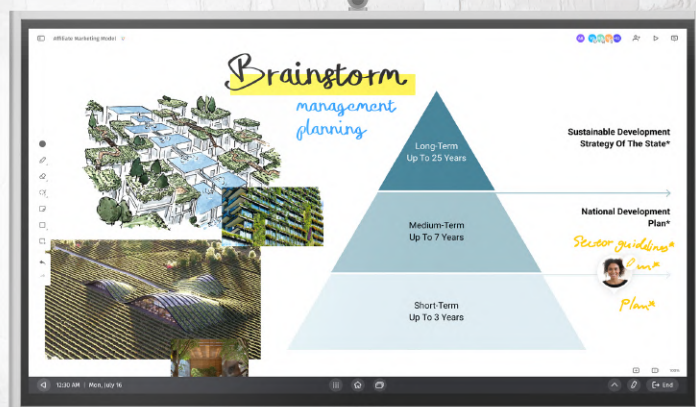 Affiliate Marketing Model
Brainstorm
management
planning
Long-Term
Up To 25 Years
Sustainable Development
Strategy Of The State*
Medium-Term
Up To 7 Years
National Development
Plan*
Sector guidelines*
Plan*
Short-Term
Up To 3 Years
12:30 AM | Mon, July 16
End